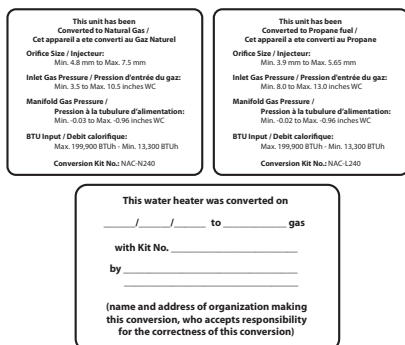 This unit has been
Converted to Natural Gas /
Cet appareil a ete converti au Gaz Naturel
Orifice Size / Injecteur:
Min. 4.8 mm to Max. 7.5 mm
Inlet Gas Pressure / Pression d'entrée du gaz:
Min. 3.5 to Max. 10.5 inches WC
Manifold Gas Pressure /
Pression à la tubulure d'alimentation:
Min. -0.03 to Max. -0.96 inches WC
BTU Input / Debit calorifique:
Max. 199,900 BTUh - Min. 13,300 BTUh
Conversion Kit No.: NAC-N240
This unit has been
Converted to Propane fuel /
Cet appareil a ete converti au Propane
Orifice Size / Injecteur:
Min. 3.9 mm to Max. 5.65 mm
Inlet Gas Pressure / Pression d'entrée du gaz:
Min. 8.0 to Max. 13.0 inches WC
Manifold Gas Pressure /
Pression à la tubulure d'alimentation:
Min. -0.02 to Max. -0.96 inches WC
BTU Input / Debit calorifique:
Max. 199,900 BTUh - Min. 13,300 BTUh
Conversion Kit No.: NAC-L240
This water heater was converted on
______/______/______ to ____________ gas
with Kit No. ________________________
by _________________________________
_________________________________
(name and address of organization making
this conversion, who accepts responsibility
for the correctness of this conversion)